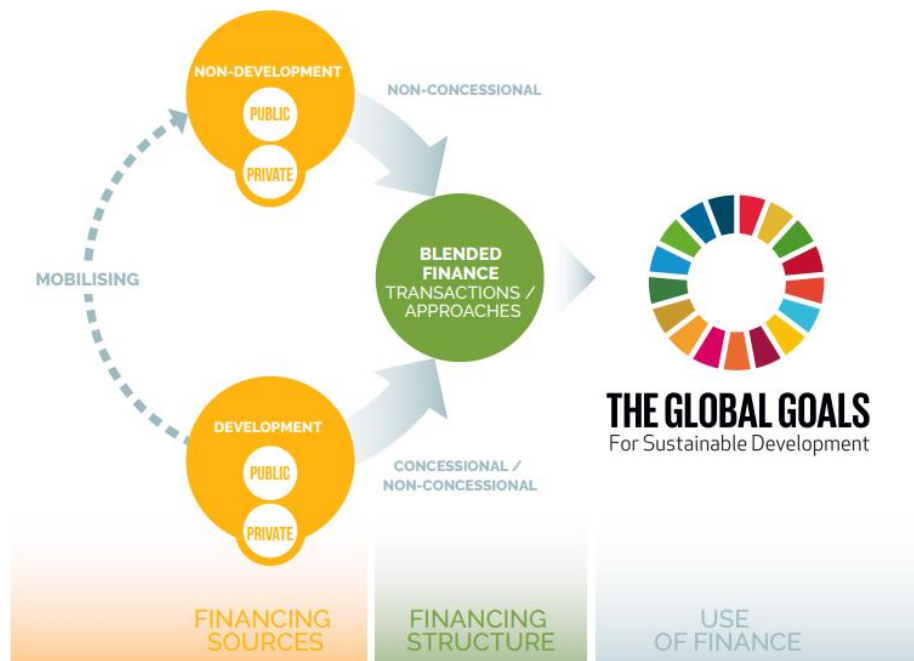 NON-DEVELOPMENT
PUBLIC
PRIVATE
NON-CONCESSIONAL
MOBILISING
BLENDED
FINANCE
TRANSACTIONS /
APPROACHES
DEVELOPMENT
PUBLIC
PRIVATE
CONCESSIONAL /
NON-CONCESSIONAL
THE GLOBAL GOALS
For Sustainable Development
FINANCING
SOURCES
FINANCING
STRUCTURE
USE
OF FINANCE